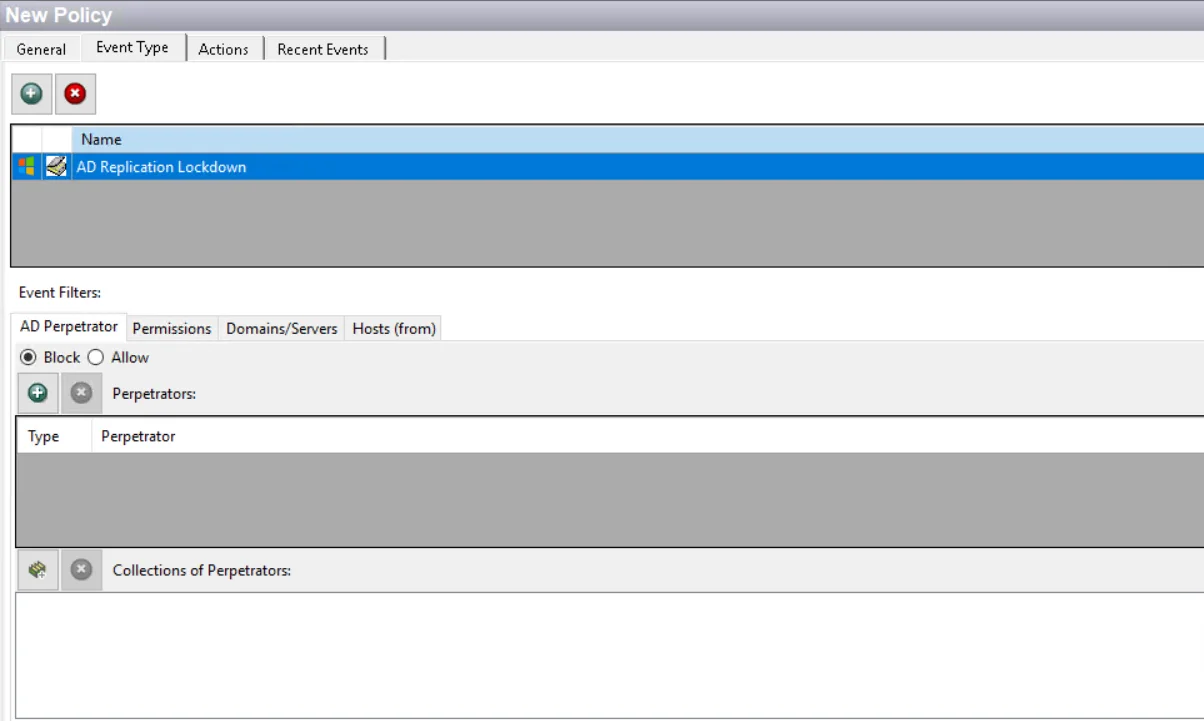 New Policy
General Event Type Actions Recent Events
Name
AD Replication Lockdown
Event Filters:
AD Perpetrator Permissions Domains/Servers Hosts (from)
Block Allow
Perpetrators:
Type Perpetrator
Collections of Perpetrators: